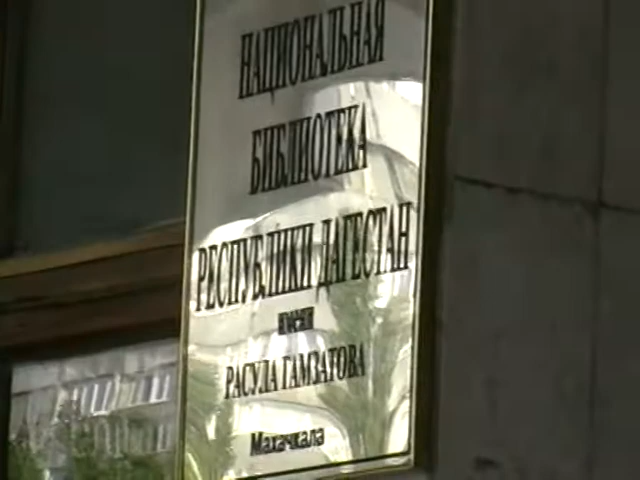 НАЦИОНАЛЬНАЯ
БИБЛИОТЕКА
РЕСПУБЛИКИ ДАГЕСТАН
имени
РАСУЛА ГАМЗАТОВА
Махачкала